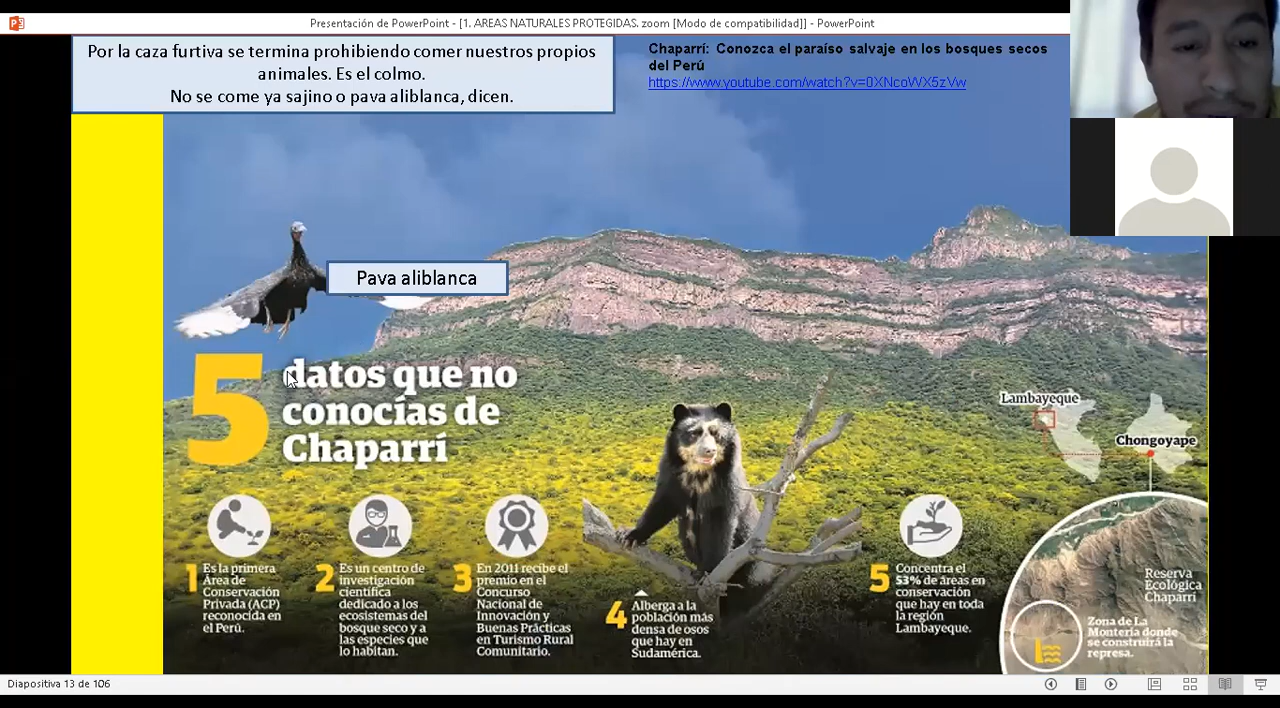 Presentación de PowerPoint - [1. AREAS NATURALES PROTEGIDAS. zoom [Modo de compatibilidad]] - PowerPoint
Por la caza furtiva se termina prohibiendo comer nuestros propios
animales. Es el colmo.
No se come ya sajino o pava aliblanca, dicen.
Chaparrí: Conozca el paraíso salvaje en los bosques secos
del Perú
https://www.youtube.com/watch?v=0XNcoWX5zVw
Pava aliblanca
5
datos que no
conocías de
Chaparrí
1
Es la primera
Área de
Conservación
Privada (ACP)
reconocida en
el Perú.
2
Es un centro de
investigación
científica
dedicado a los
ecosistemas del
bosque seco y a
las especies que
lo habitan.
3
En 2011 recibe el
premio en el
Concurso
Nacional de
Innovación y
Buenas Prácticas
en Turismo Rural
Comunitario.
4
Alberga a la
población más
densa de osos
que hay en
Sudamérica.
5
Concentra el
53% de áreas en
conservación
que hay en toda
la región
Lambayeque.
Lambayeque
Chongoyape
Reserva
Ecológica
Chaparrí
Zona de La
Montería donde
se construirá la
represa.
Diapositiva 13 de 106